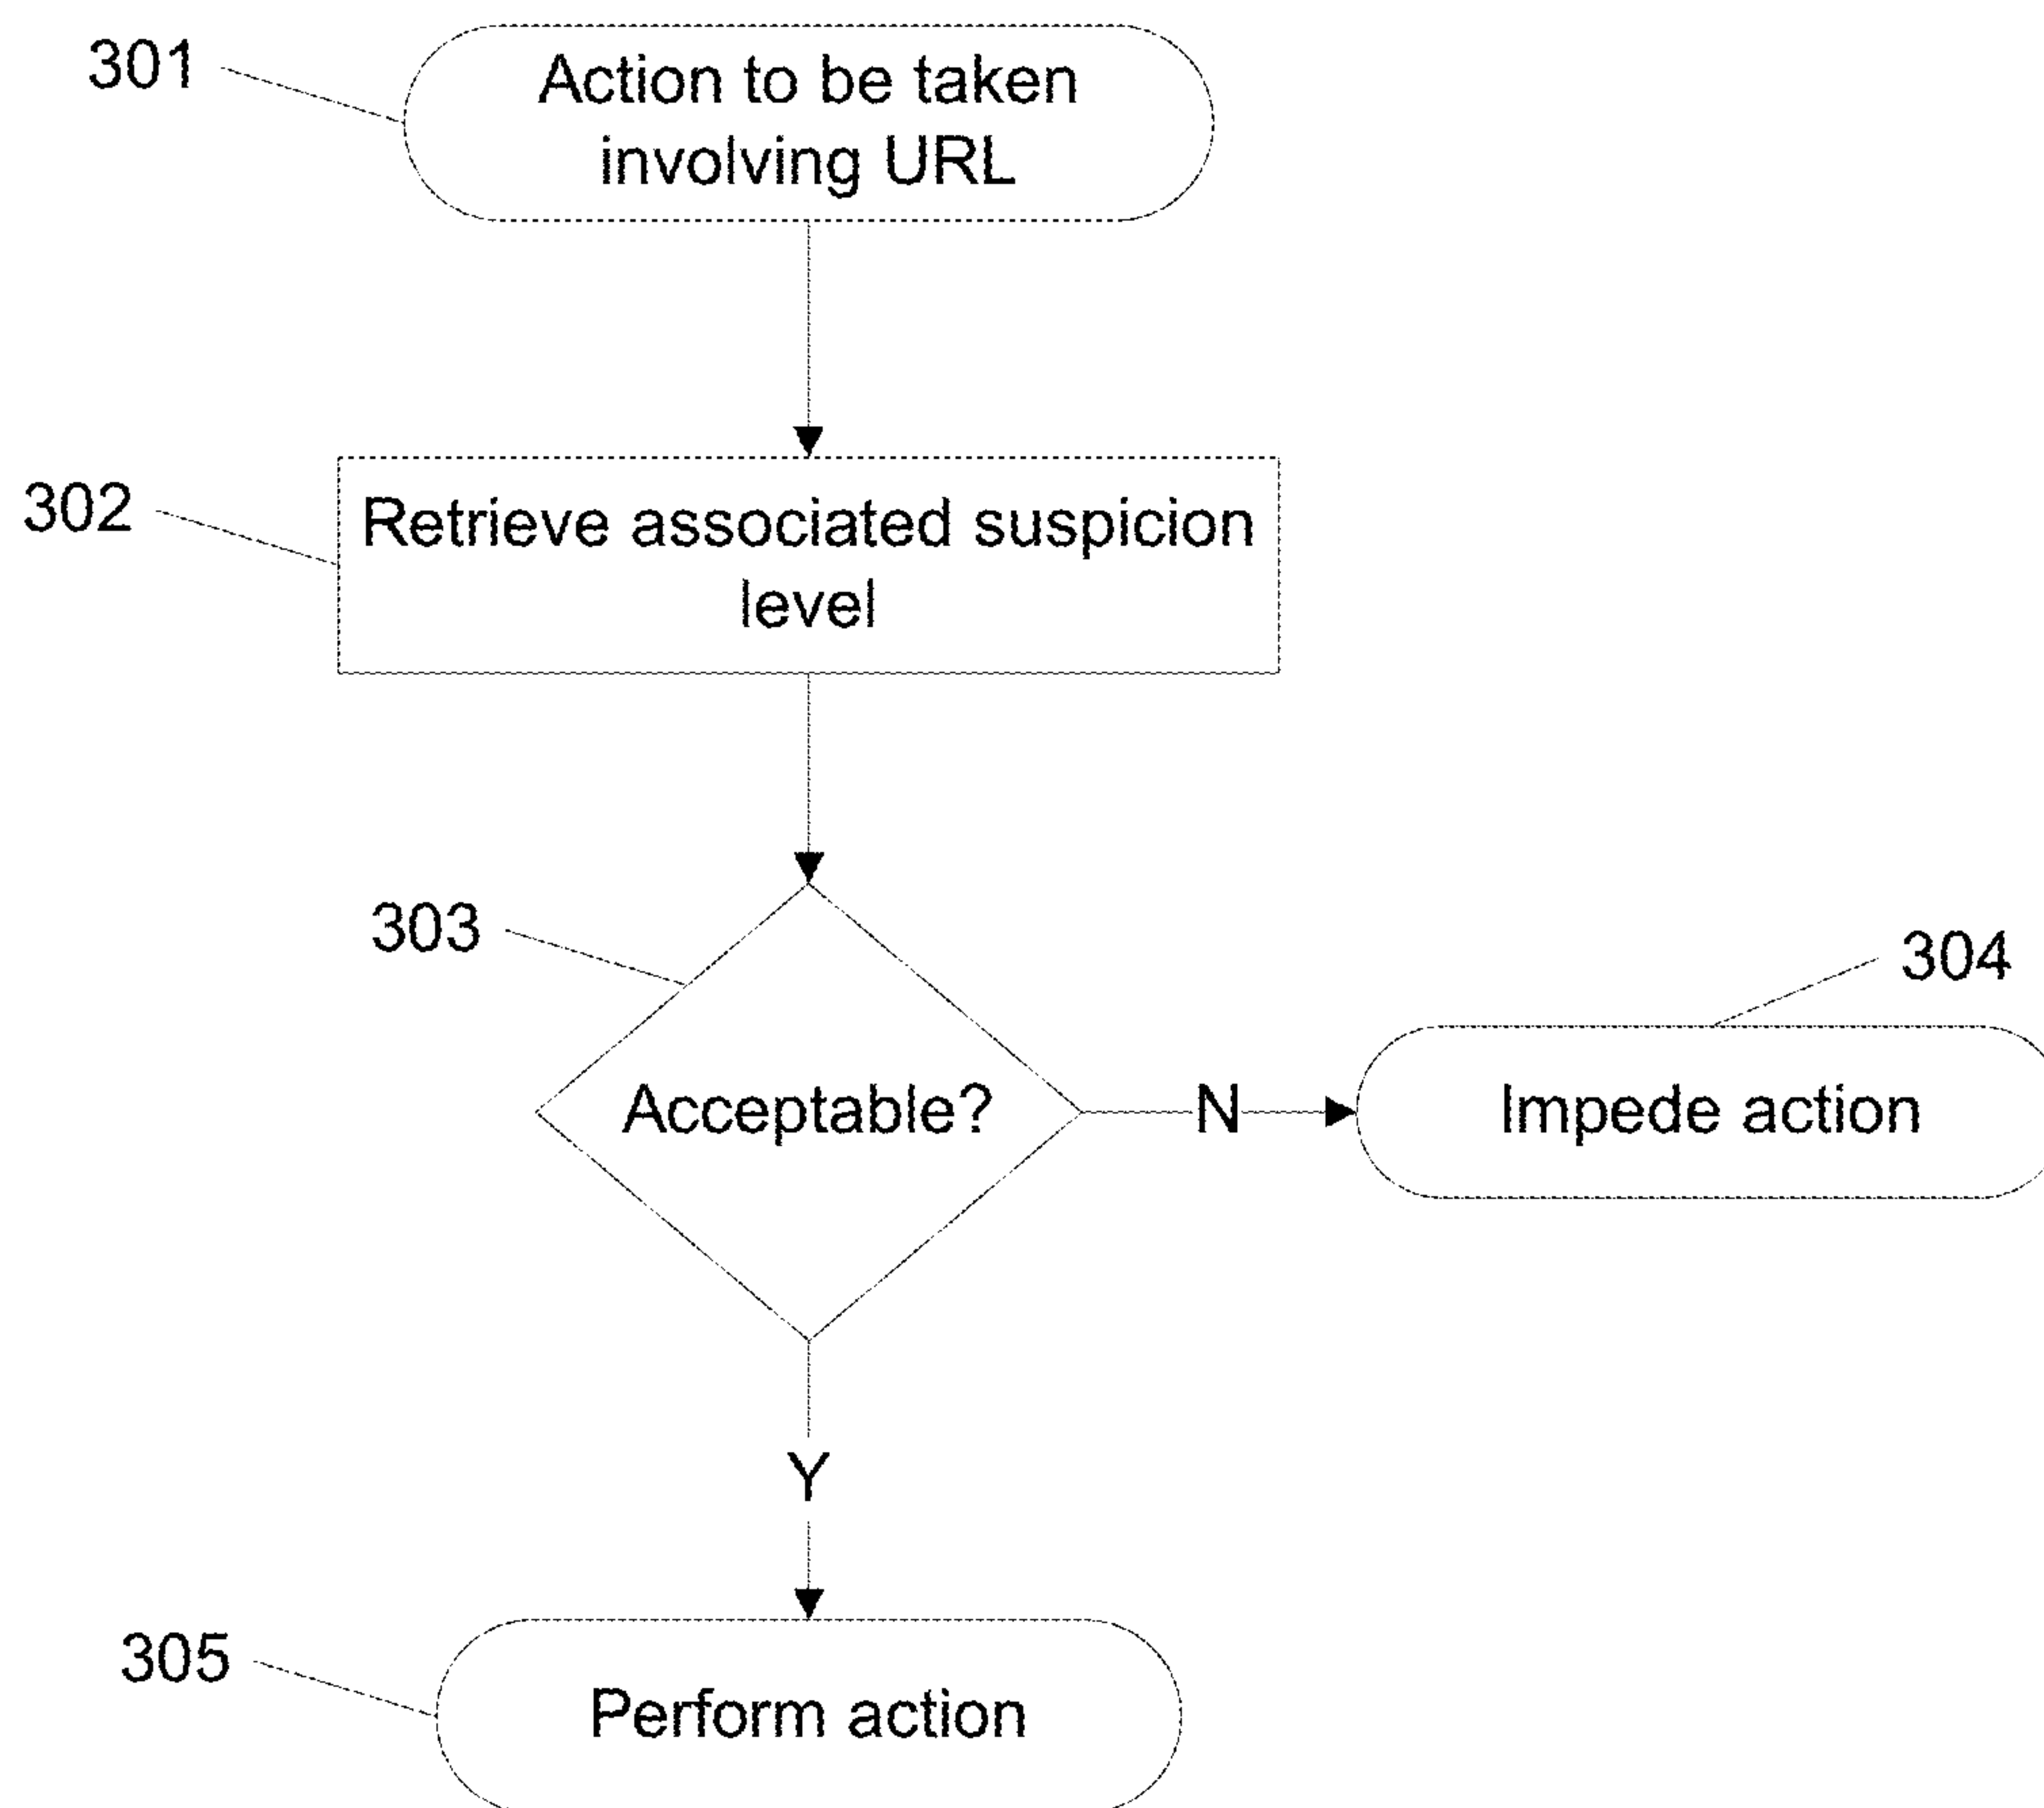 301
Action to be taken
involving URL
302
Retrieve associated suspicion
level
303
Acceptable?
N
304
Impede action
Y
305
Perform action